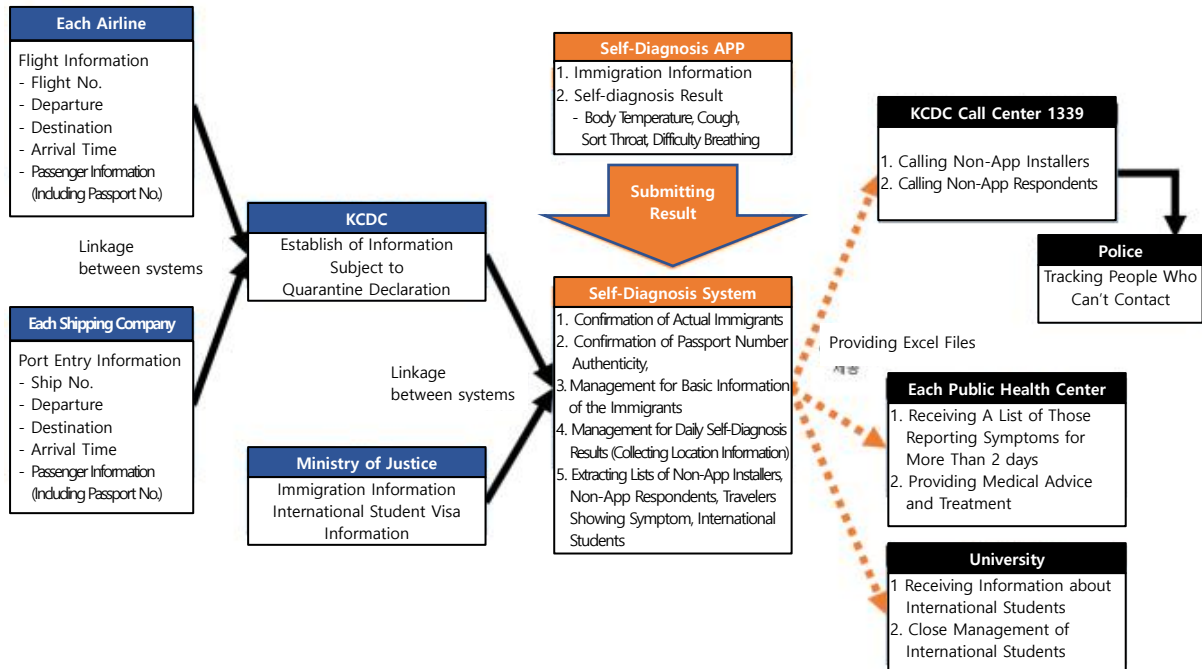 Each Airline
Flight Information
- Flight No.
- Departure
- Destination
- Arrival Time
- Passenger Information
(Including Passport No.)
Linkage
between systems
Each Shipping Company
Port Entry Information
- Ship No.
- Departure
- Destination
- Arrival Time
- Passenger Information
(Including Passport No.)
KCDC
Establish of Information
Subject to
Quarantine Declaration
Linkage
between systems
Ministry of Justice
Immigration Information
International Student Visa
Information
Self-Diagnosis APP
1. Immigration Information
2. Self-diagnosis Result
- Body Temperature, Cough,
Sort Throat, Difficulty Breathing
Submitting
Result
Self-Diagnosis System
1. Confirmation of Actual Immigrants
2. Confirmation of Passport Number
Authenticity,
3. Management for Basic Information
of the Immigrants
4. Management for Daily Self-Diagnosis
Results (Collecting Location Information)
5. Extracting Lists of Non-App Installers,
Non-App Respondents, Travelers
Showing Symptom, International
Students
KCDC Call Center 1339
1. Calling Non-App Installers
2. Calling Non-App Respondents
Police
Tracking People Who
Can't Contact
Providing Excel Files
Each Public Health Center
1. Receiving A List of Those
Reporting Symptoms for
More Than 2 days
2. Providing Medical Advice
and Treatment
University
1 Receiving Information about
International Students
2. Close Management of
International Students